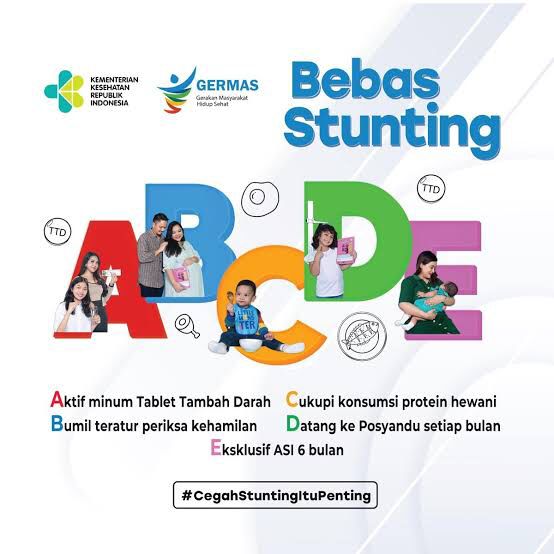 KEMENTERIAN
KESEHATAN
REPUBLIK
INDONESIA
GERMAS
Gerakan Masyarakat
Hidup Sehat
Bebas
Stunting
TTD
TTD
A B C D E
LITTLE
MONSTER
Aktif minum Tablet Tambah Darah
Bumil teratur periksa kehamilan
Cukupi konsumsi protein hewani
Datang ke Posyandu setiap bulan
Eksklusif ASI 6 bulan
#CegahStuntingItuPenting